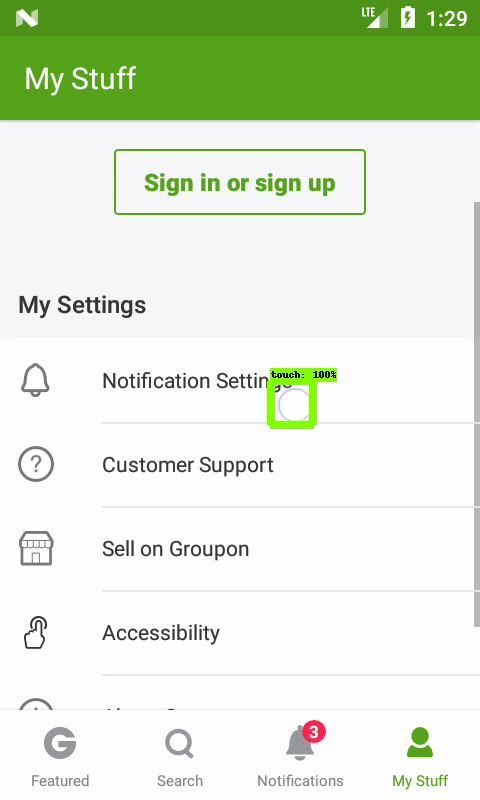 LTE 1:29
My Stuff
Sign in or sign up
My Settings
Notification Settings
touch: 100%
Customer Support
?
Sell on Groupon
Accessibility
3
G
Featured
Search
Notifications
My Stuff